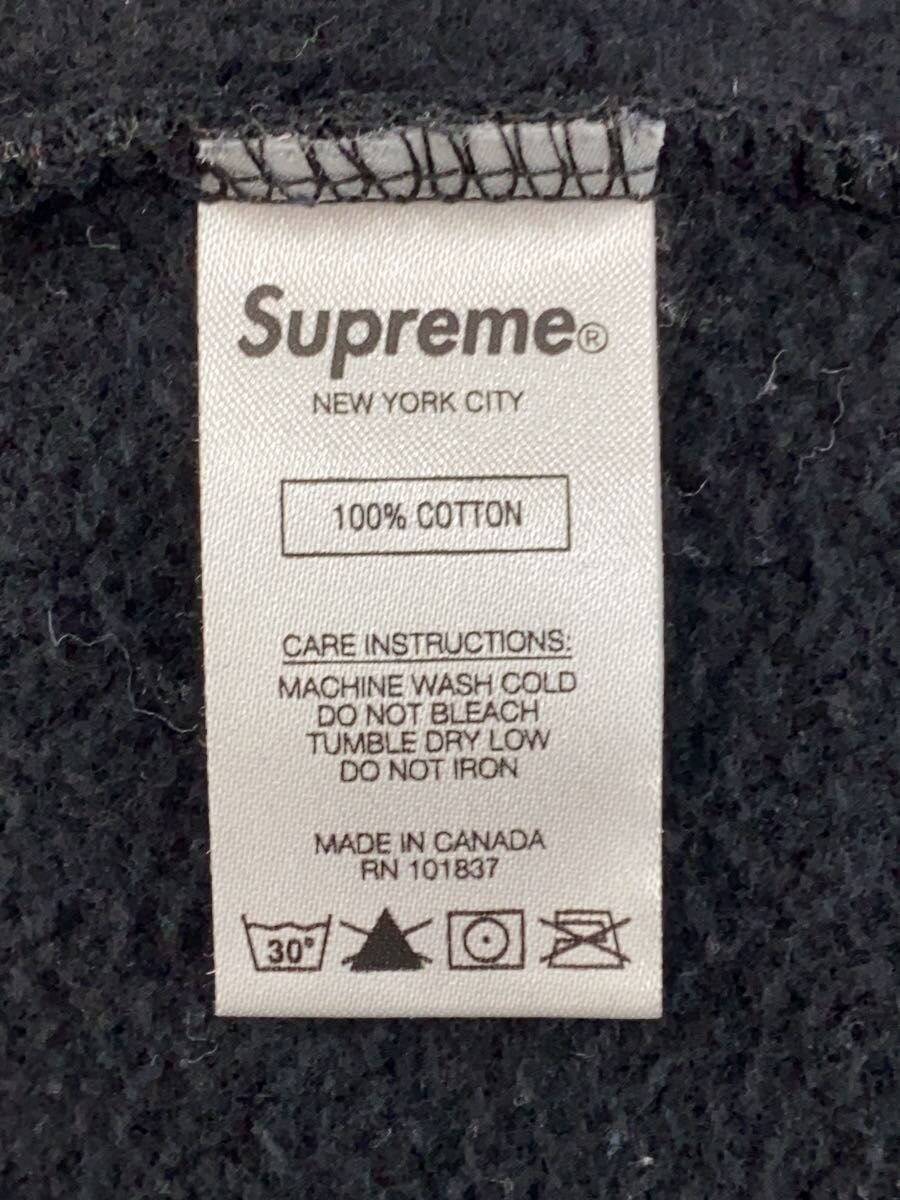 Supreme®
NEW YORK CITY
100% COTTON
CARE INSTRUCTIONS:
MACHINE WASH COLD
DO NOT BLEACH
TUMBLE DRY LOW
DO NOT IRON
MADE IN CANADA
RN 101837
30°